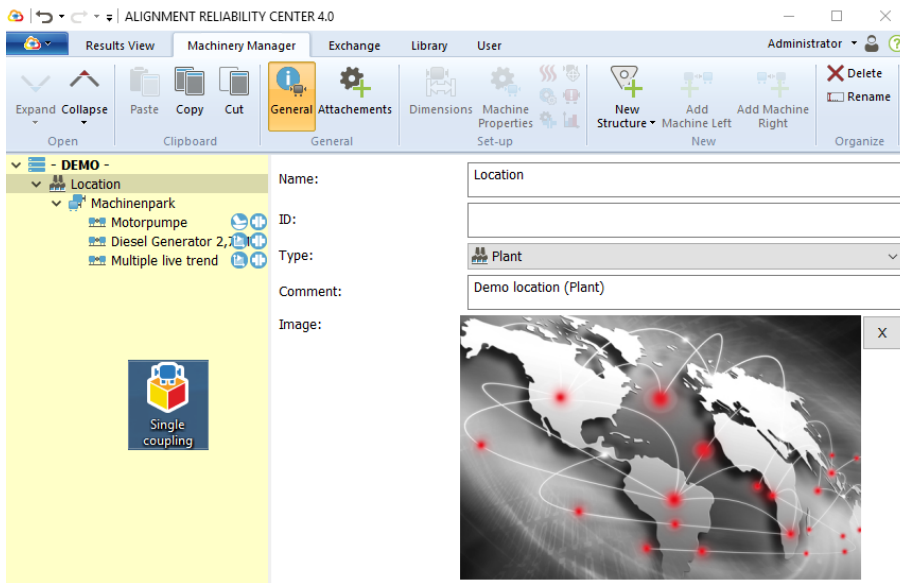 ALIGNMENT RELIABILITY CENTER 4.0
Results View Machinery Manager Exchange Library User Administrator
Expand Collapse Paste Copy Cut General Attachements Dimensions Machine Properties New Structure Add Machine Left Add Machine Right Delete
Rename
Open Clipboard General Set-up New Organize
- DEMO -
Location
Machinenpark
Motorpumpe
Diesel Generator 2,7
Multiple live trend
Single
coupling
Name: Location
ID:
Type: Plant
Comment: Demo location (Plant)
Image: X